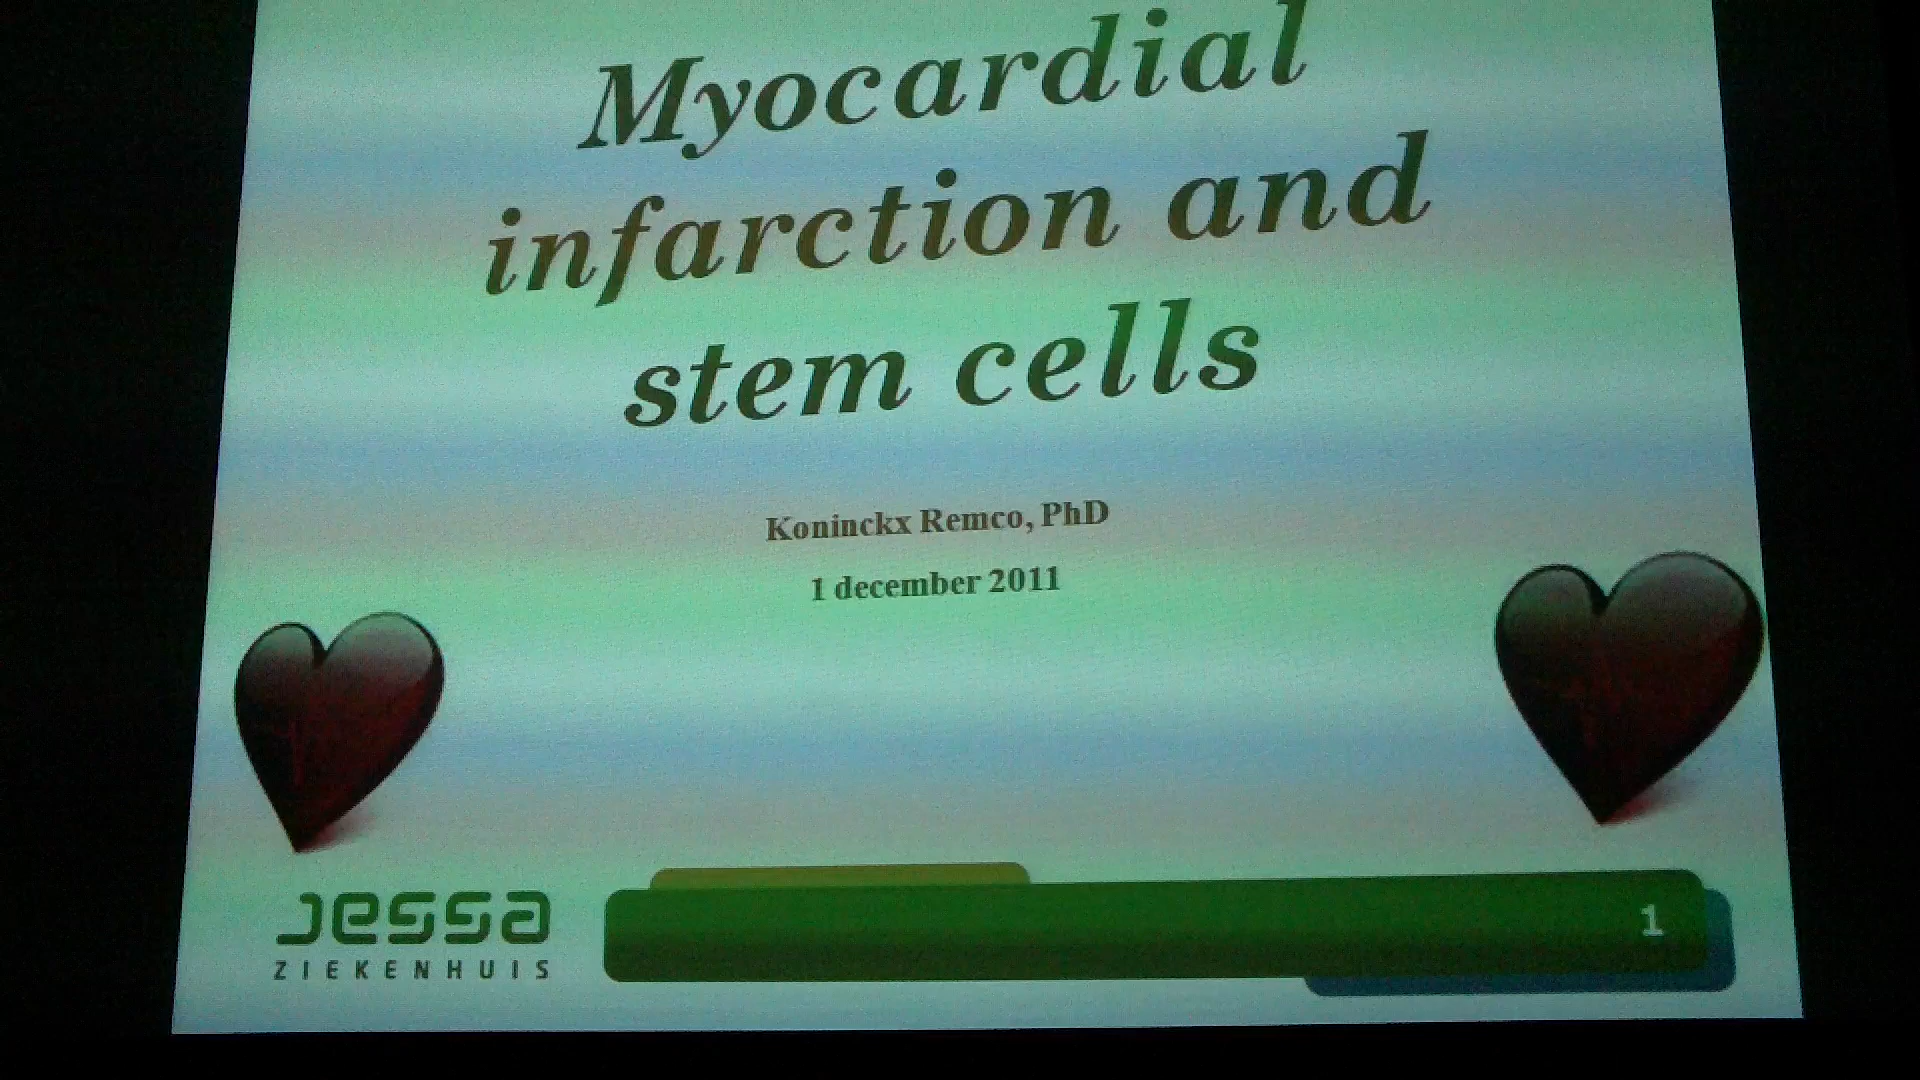 Myocardial
infarction and
stem cells
Koninckx Remco, PhD
1 december 2011
jessa
ZIEKENHUIS
1